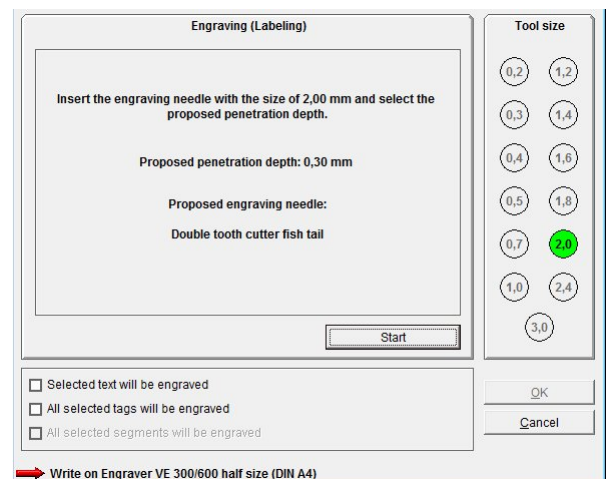 Engraving (Labeling)
Insert the engraving needle with the size of 2,00 mm and select the
proposed penetration depth.
Proposed penetration depth: 0,30 mm
Proposed engraving needle:
Double tooth cutter fish tail
Start
Tool size
0,2 1,2
0,3 1,4
0,4 1,6
0,5 1,8
0,7 2,0
1,0 2,4
3,0
Selected text will be engraved
All selected tags will be engraved
All selected segments will be engraved
OK
Cancel
Write on Engraver VE 300/600 half size (DIN A4)